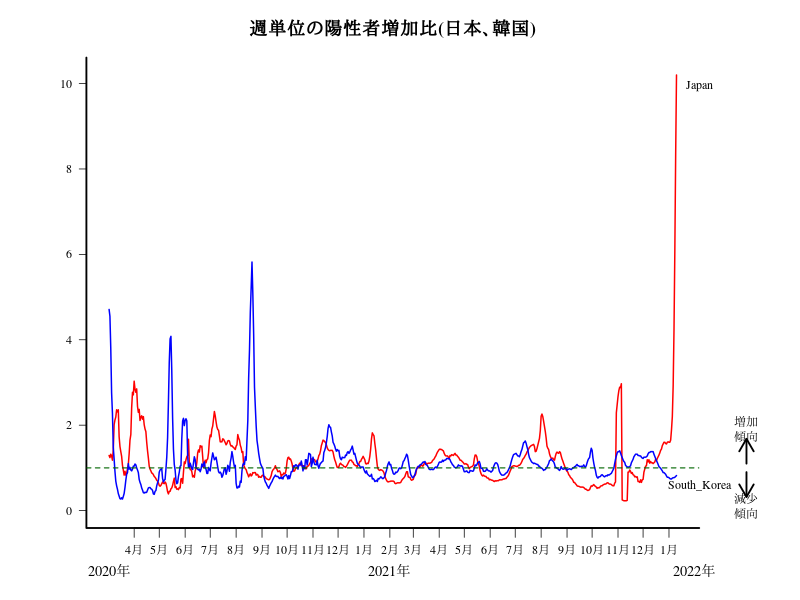 週単位の陽性者増加比(日本、韓国)
10
8
6
4
2
0
Japan
South_Korea
増加
傾向
減少
傾向
4月 5月 6月 7月 8月 9月 10月 11月 12月 1月 2月 3月 4月 5月 6月 7月 8月 9月 10月 11月 12月 1月
2020年 2021年 2022年